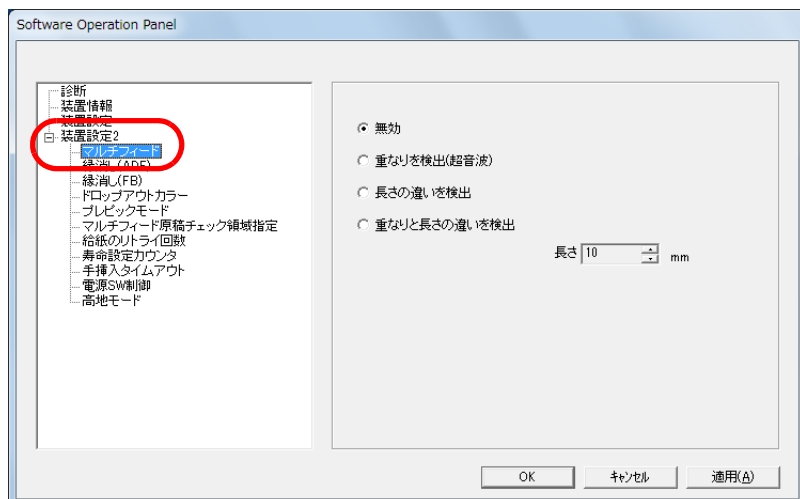 Software Operation Panel
診断
装置情報
装置設定
装置設定2
マルチフィード
縁消し(ADF)
縁消し(FB)
ドロップアウトカラー
プレピックモード
マルチフィード原稿チェック領域指定
給紙のリトライ回数
寿命設定カウンタ
手挿入タイムアウト
電源SW制御
高地モード
無効
重なりを検出(超音波)
長さの違いを検出
重なりと長さの違いを検出
長さ 10 mm
OK キャンセル 適用(A)